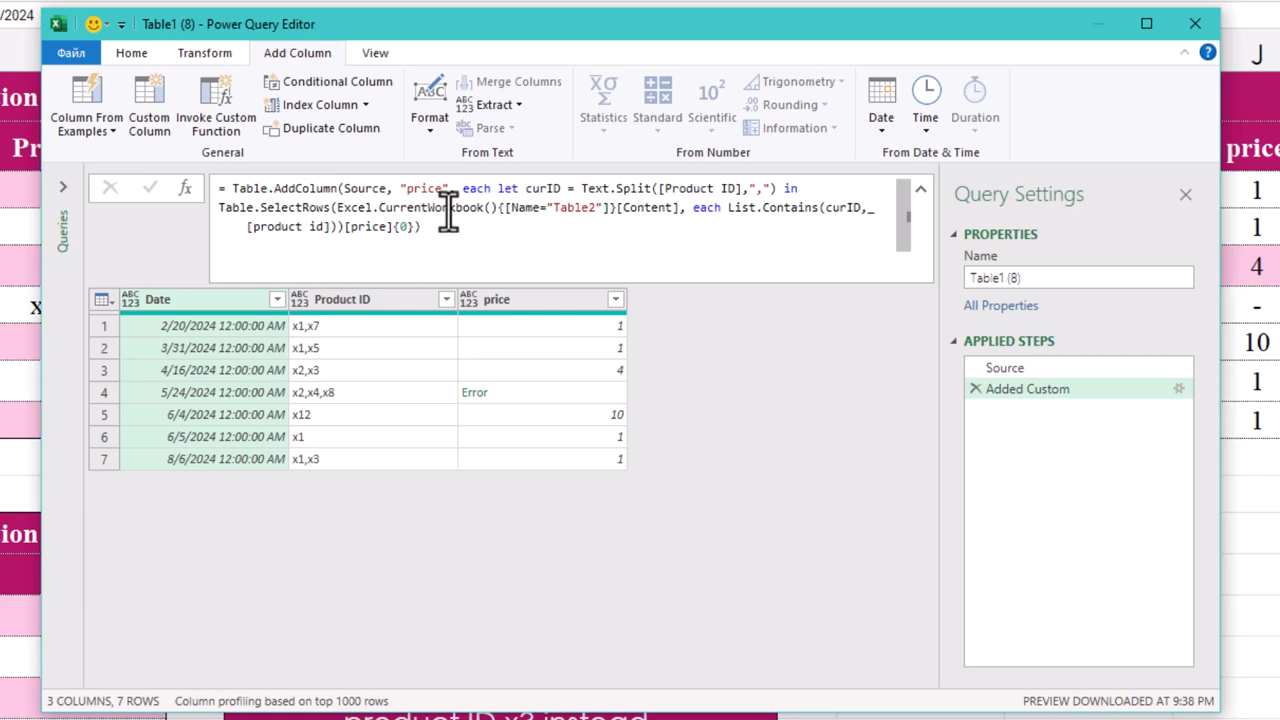 /2024
Table1 (8) - Power Query Editor
Файл Home Transform Add Column View
Column From Examples
Custom Column
Invoke Custom Function
Conditional Column
Index Column
Duplicate Column
General
Format
Merge Columns
Extract
Parse
From Text
Statistics
Standard
Scientific
Trigonometry
Rounding
Information
From Number
Date
Time
Duration
From Date & Time
= Table.AddColumn(Source, "price", each let curID = Text.Split([Product ID],",") in
Table.SelectRows(Excel.CurrentWorkbook(){[Name="Table2"]}[Content], each List.Contains(curID,_
[product id]))[price]{0})
Queries
Date Product ID price
1 2/20/2024 12:00:00 AM x1,x7 1
2 3/31/2024 12:00:00 AM x1,x5 1
3 4/16/2024 12:00:00 AM x2,x3 4
4 5/24/2024 12:00:00 AM x2,x4,x8 Error
5 6/4/2024 12:00:00 AM x12 10
6 6/5/2024 12:00:00 AM x1 1
7 8/6/2024 12:00:00 AM x1,x3 1
Query Settings
PROPERTIES
Name
Table1 (8)
All Properties
APPLIED STEPS
Source
Added Custom
3 COLUMNS, 7 ROWS Column profiling based on top 1000 rows
PREVIEW DOWNLOADED AT 9:38 PM
J
price
1
1
4
-
10
1
1
tion
Pr
x
tion
product ID x3 instead